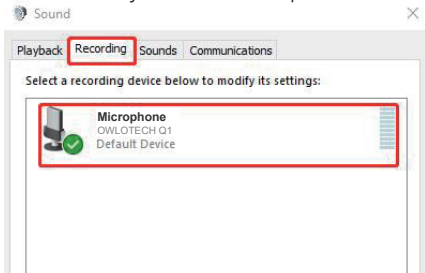 Sound
Playback Recording Sounds Communications
Select a recording device below to modify its settings:
Microphone
OWLOTECH Q1
Default Device